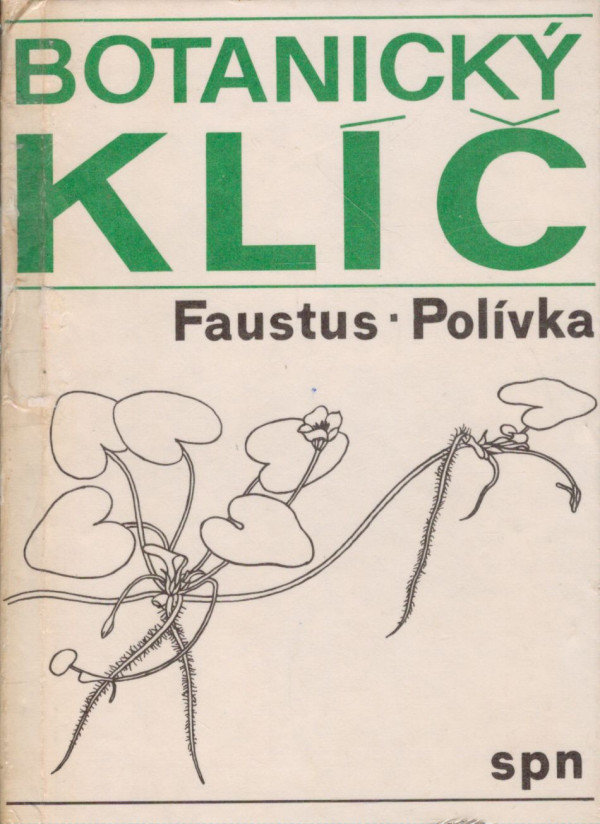 BOTANICKÝ
KLÍČ
Faustus · Polívka
spn